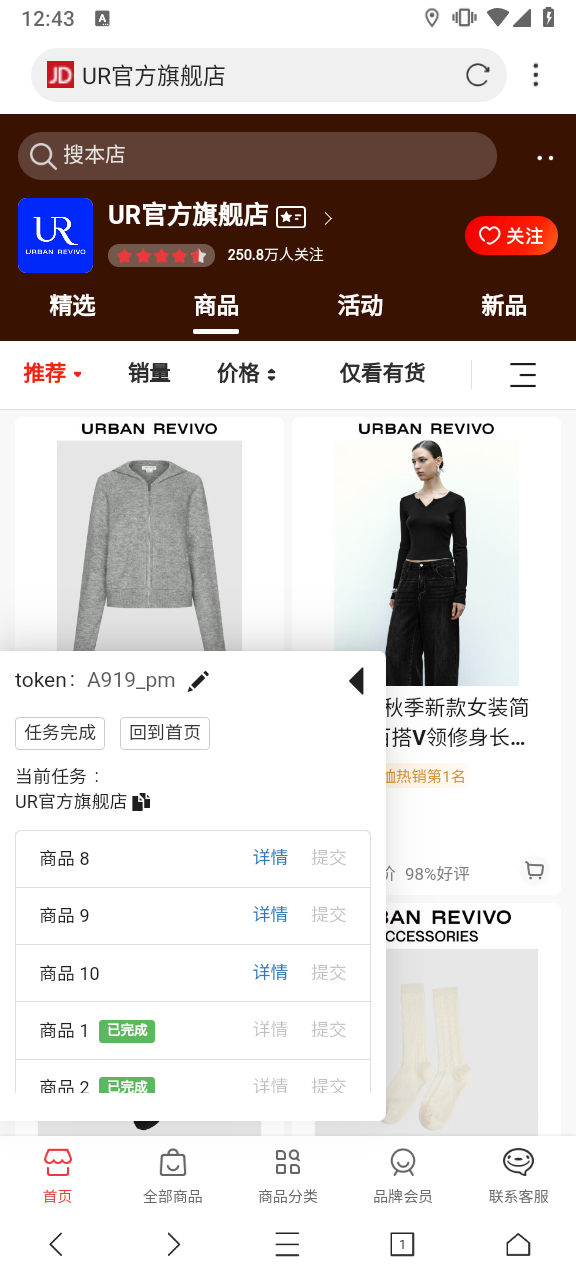 12:43
A
JD UR官方旗舰店
搜本店
UR
URBAN REVIVO
UR官方旗舰店
250.8万人关注
关注
精选 商品 活动 新品
推荐 销量 价格 仅看有货
URBAN REVIVO
URBAN REVIVO
秋季新款女装简
百搭V领修身长...
恤热销第1名
价 98%好评
BAN REVIVO
CCESSORIES
token: A919_pm
任务完成 回到首页
当前任务：
UR官方旗舰店
商品 8 详情 提交
商品 9 详情 提交
商品 10 详情 提交
商品 1 已完成 详情 提交
商品 2 已完成 详情 提交
首页 全部商品 商品分类 品牌会员 联系客服
1